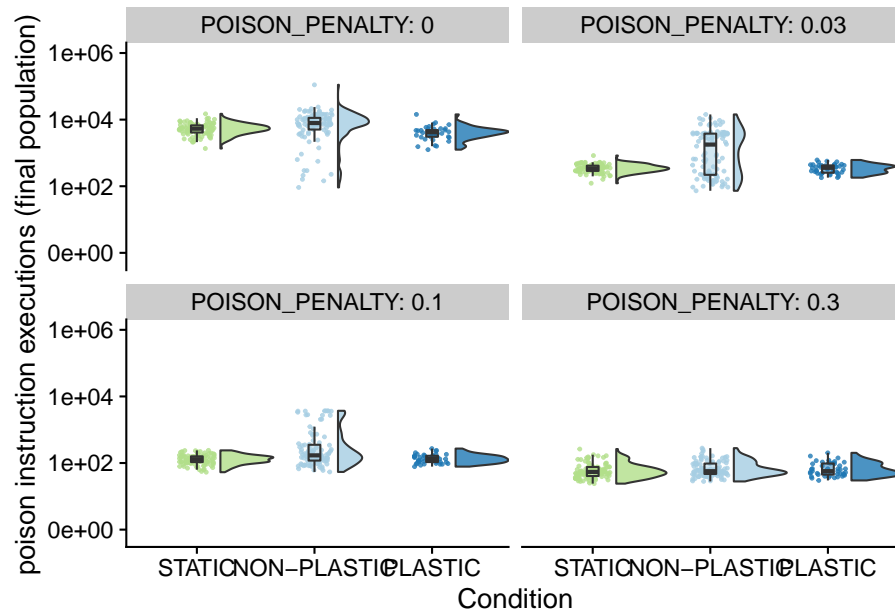 poison instruction executions (final population)
POISON_PENALTY: 0
POISON_PENALTY: 0.03
1e+06
1e+04
1e+02
0e+00
POISON_PENALTY: 0.1
POISON_PENALTY: 0.3
1e+06
1e+04
1e+02
0e+00
STATIC NON−PLASTIC PLASTIC
STATIC NON−PLASTIC PLASTIC
Condition